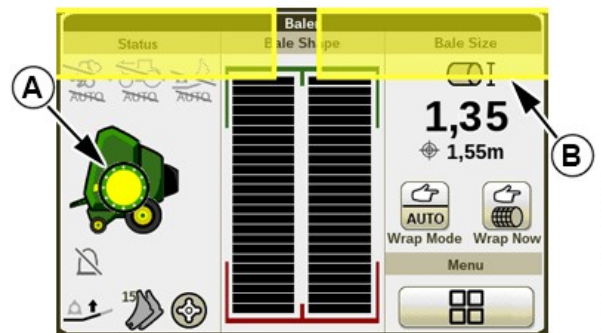 Baler
Status
Bale Shape
Bale Size
AUTO AUTO AUTO
A
B
1,35
1,55m
AUTO
Wrap Mode
Wrap Now
15
Menu